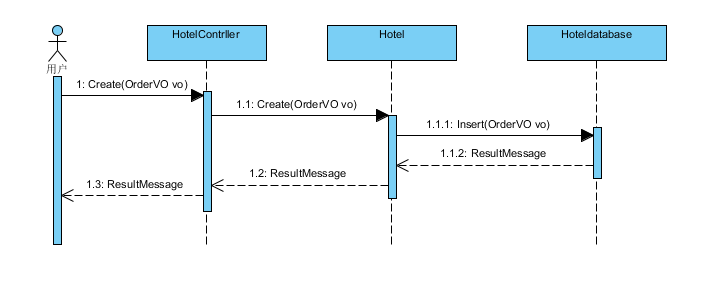 HotelContrller
Hotel
Hoteldatabase
用户
1: Create(OrderVO vo)
1.1: Create(OrderVO vo)
1.1.1: Insert(OrderVO vo)
1.1.2: ResultMessage
1.2: ResultMessage
1.3: ResultMessage